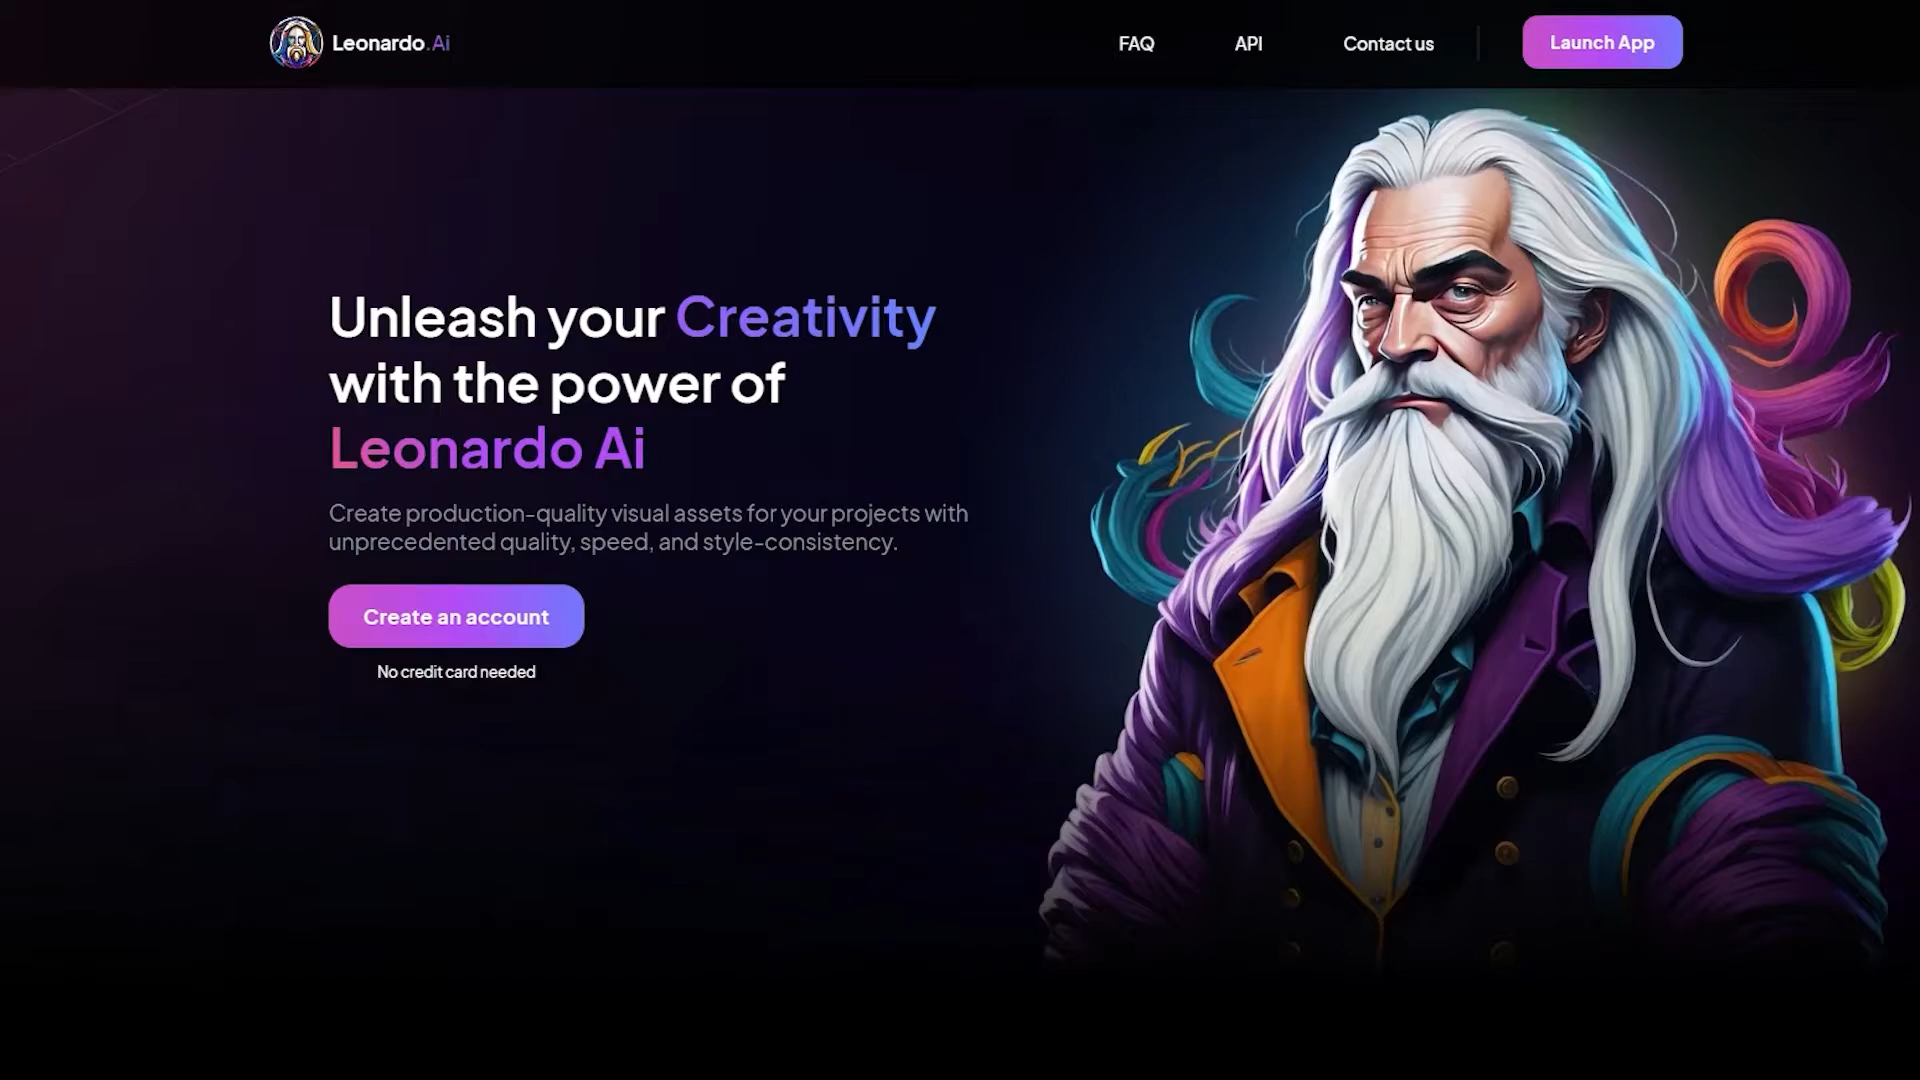 Leonardo.Ai
FAQ
API
Contact us
Launch App
Unleash your Creativity
with the power of
Leonardo Ai
Create production-quality visual assets for your projects with
unprecedented quality, speed, and style-consistency.
Create an account
No credit card needed